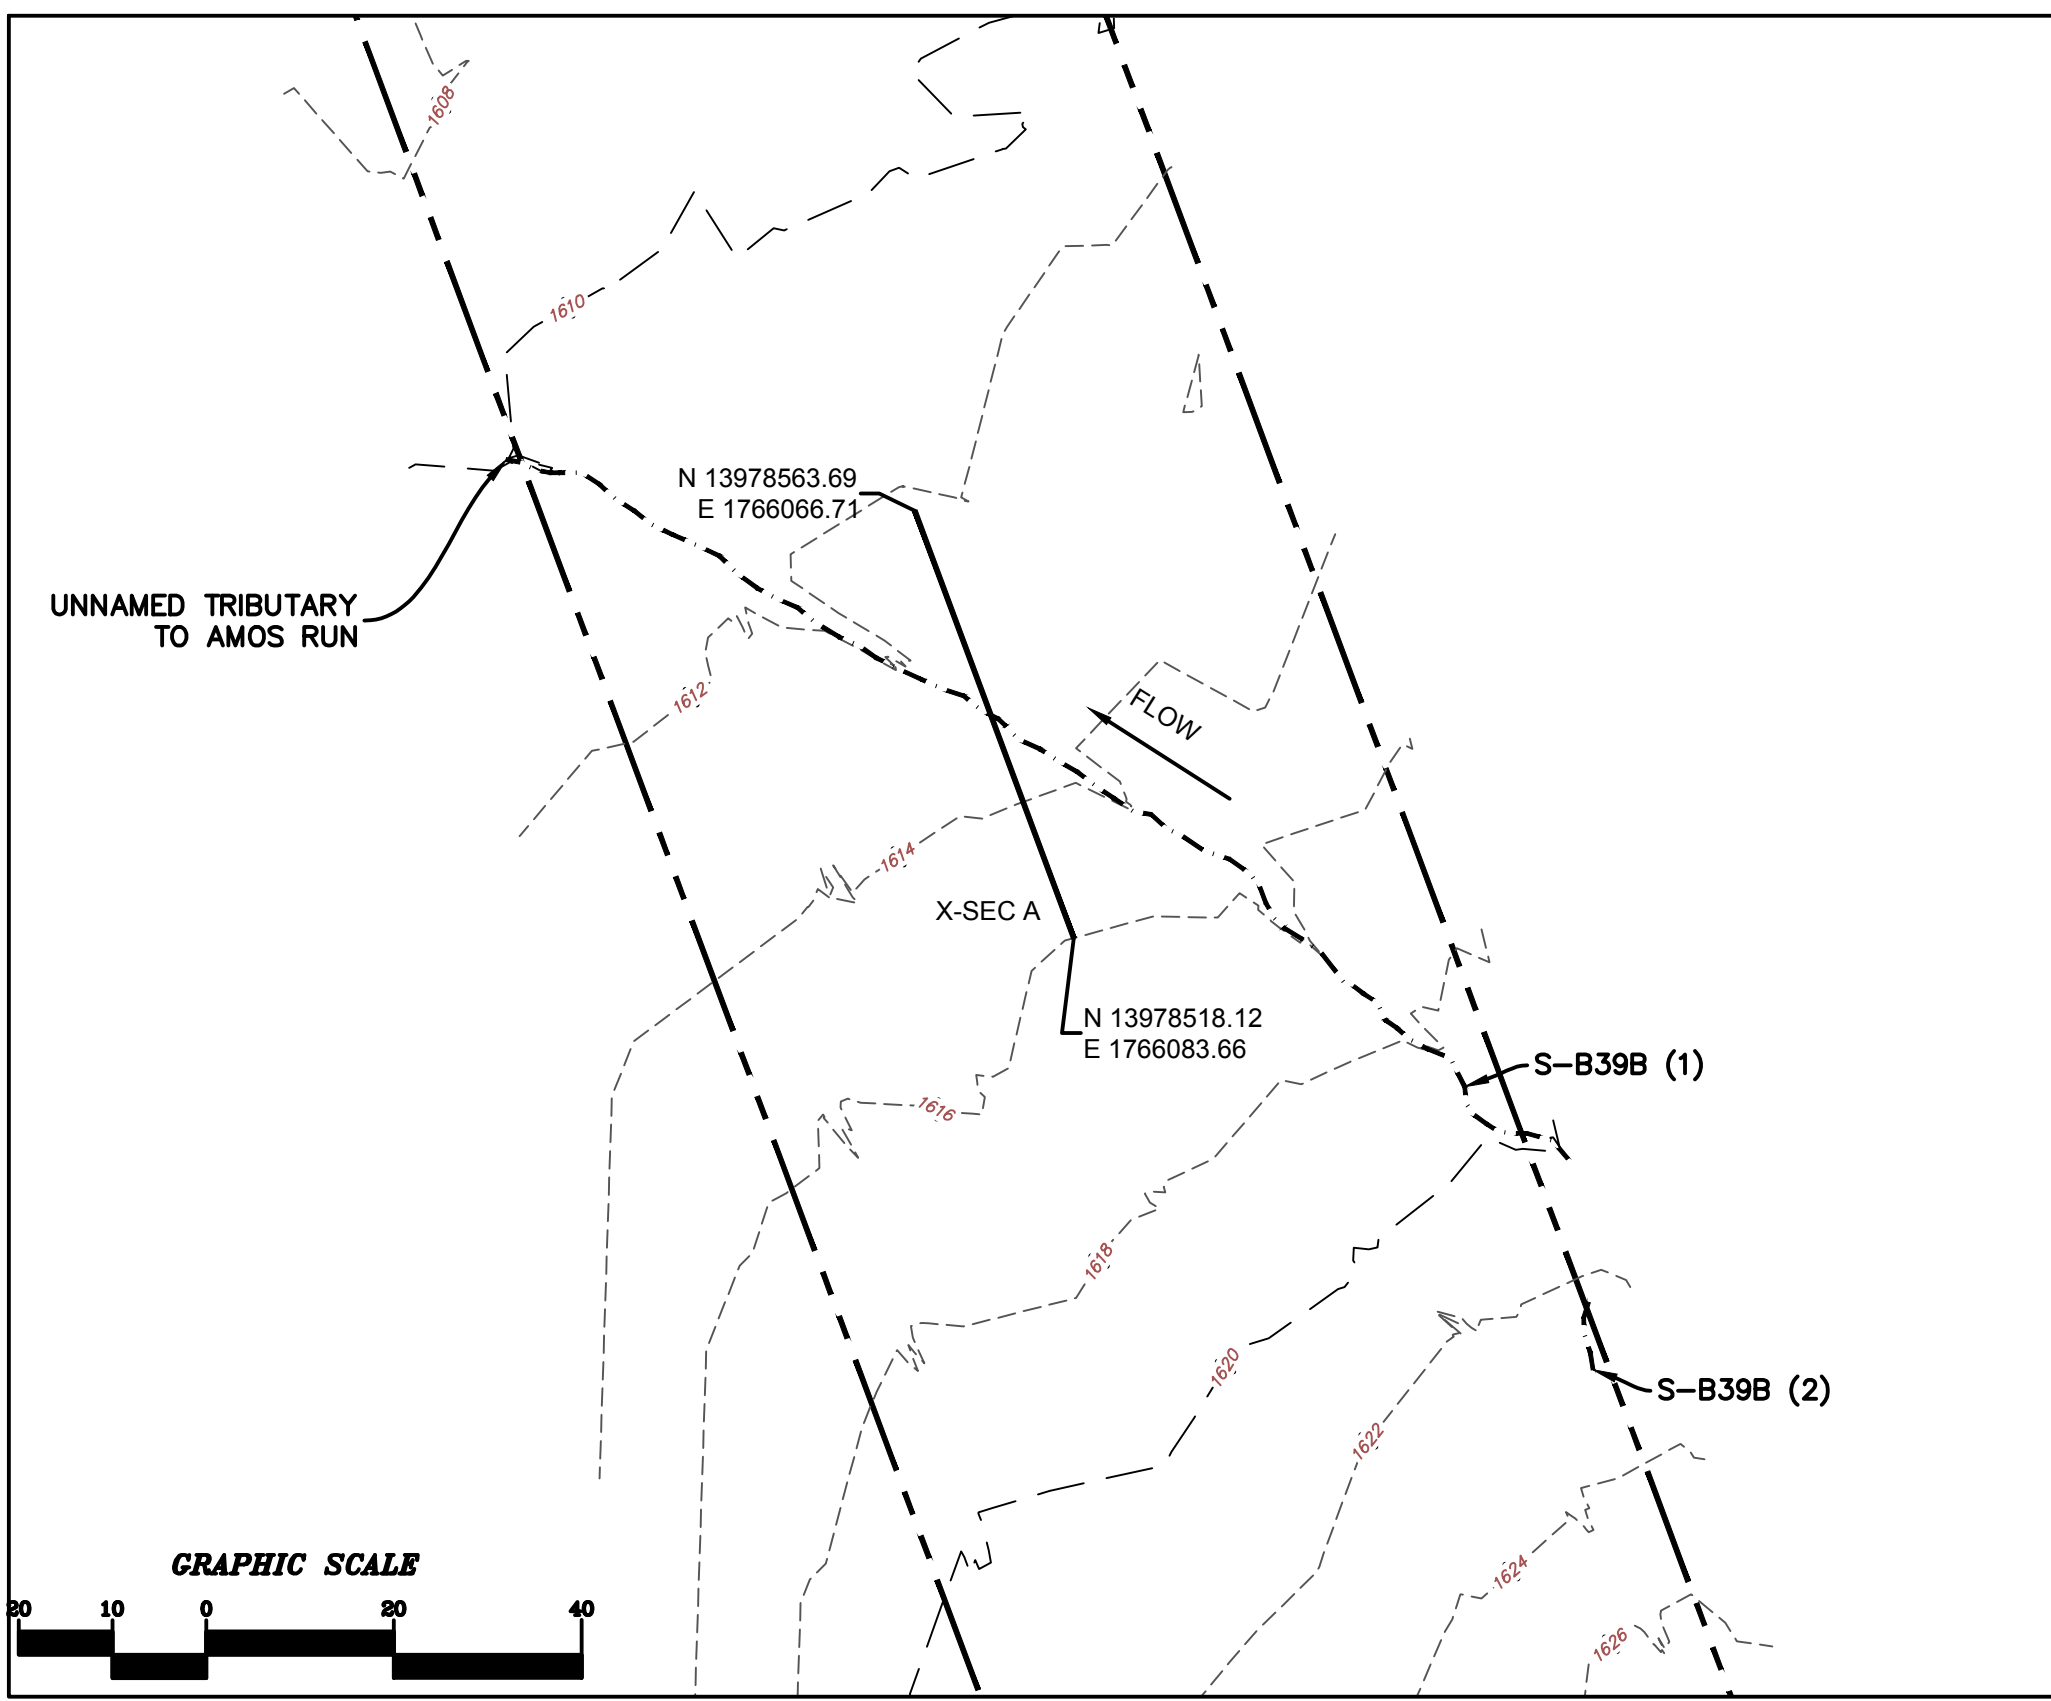 1608
1610
N 13978563.69
E 1766066.71
UNNAMED TRIBUTARY
TO AMOS RUN
1612
FLOW
1614
X-SEC A
N 13978518.12
E 1766083.66
S-B39B (1)
1616
1618
1620
S-B39B (2)
1622
1624
1626
GRAPHIC SCALE
20 10 0 20 40